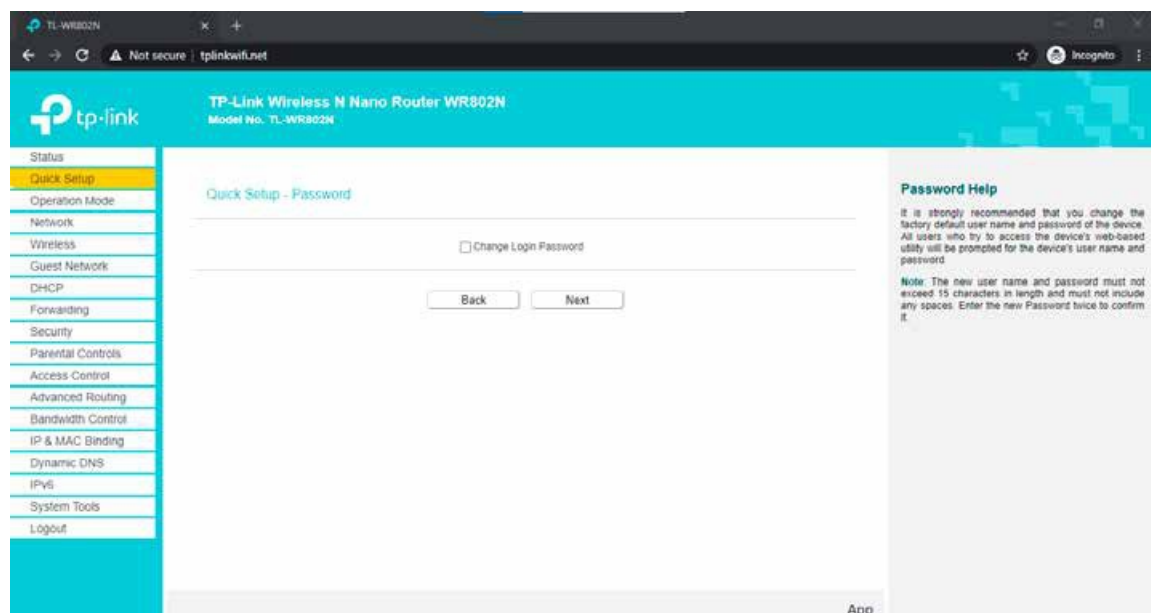 TL-WR802N
Not secure | tplinkwifi.net
Incognito
tp-link
TP-Link Wireless N Nano Router WR802N
Model No. TL-WR802N
Status
Quick Setup
Operation Mode
Network
Wireless
Guest Network
DHCP
Forwarding
Security
Parental Controls
Access Control
Advanced Routing
Bandwidth Control
IP & MAC Binding
Dynamic DNS
IPv6
System Tools
Logout
Quick Setup - Password
Change Login Password
Back Next
Password Help
It is strongly recommended that you change the
factory default user name and password of the device.
All users who try to access the device's web-based
utility will be prompted for the device's user name and
password.
Note: The new user name and password must not
exceed 15 characters in length and must not include
any spaces. Enter the new Password twice to confirm
it.
App